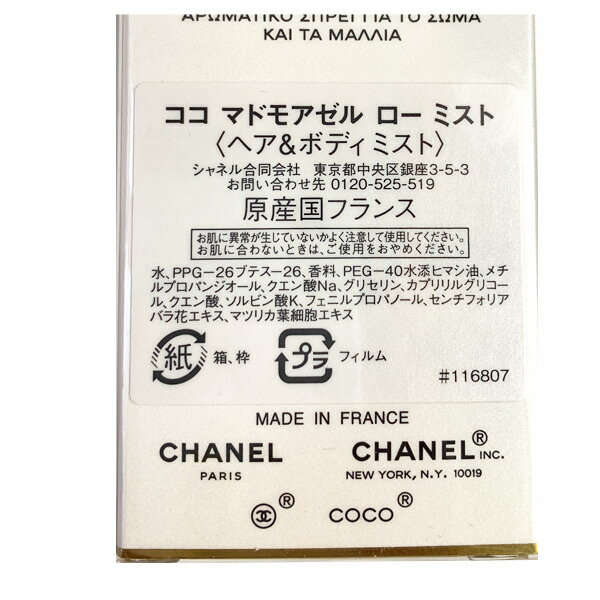 ΑΡΩΜΑΤΙΚΟ ΣΠΡΕΪ ΓΙΑ ΤΟ ΣΩΜΑ
ΚΑΙ ΤΑ ΜΑΛΛΙΑ
ココ マドモアゼル ロー ミスト
〈ヘア&ボディ ミスト〉
シャネル合同会社 東京都中央区銀座3-5-3
お問い合わせ先 0120-525-519
原産国フランス
お肌に異常が生じていないかよく注意して使用してください。
お肌に合わないときは、ご使用をおやめください。
水、PPG-26ブテス-26、香料、PEG-40水添ヒマシ油、メチ
ルプロパンジオール、クエン酸Na、グリセリン、カプリリルグリコー
ル、クエン酸、ソルビン酸K、フェニルプロパノール、センチフォリア
バラ花エキス、マツリカ葉細胞エキス
紙 箱、枠 プラ フィルム
#116807
MADE IN FRANCE
CHANEL CHANEL® INC.
PARIS NEW YORK, N.Y. 10019
® COCO®